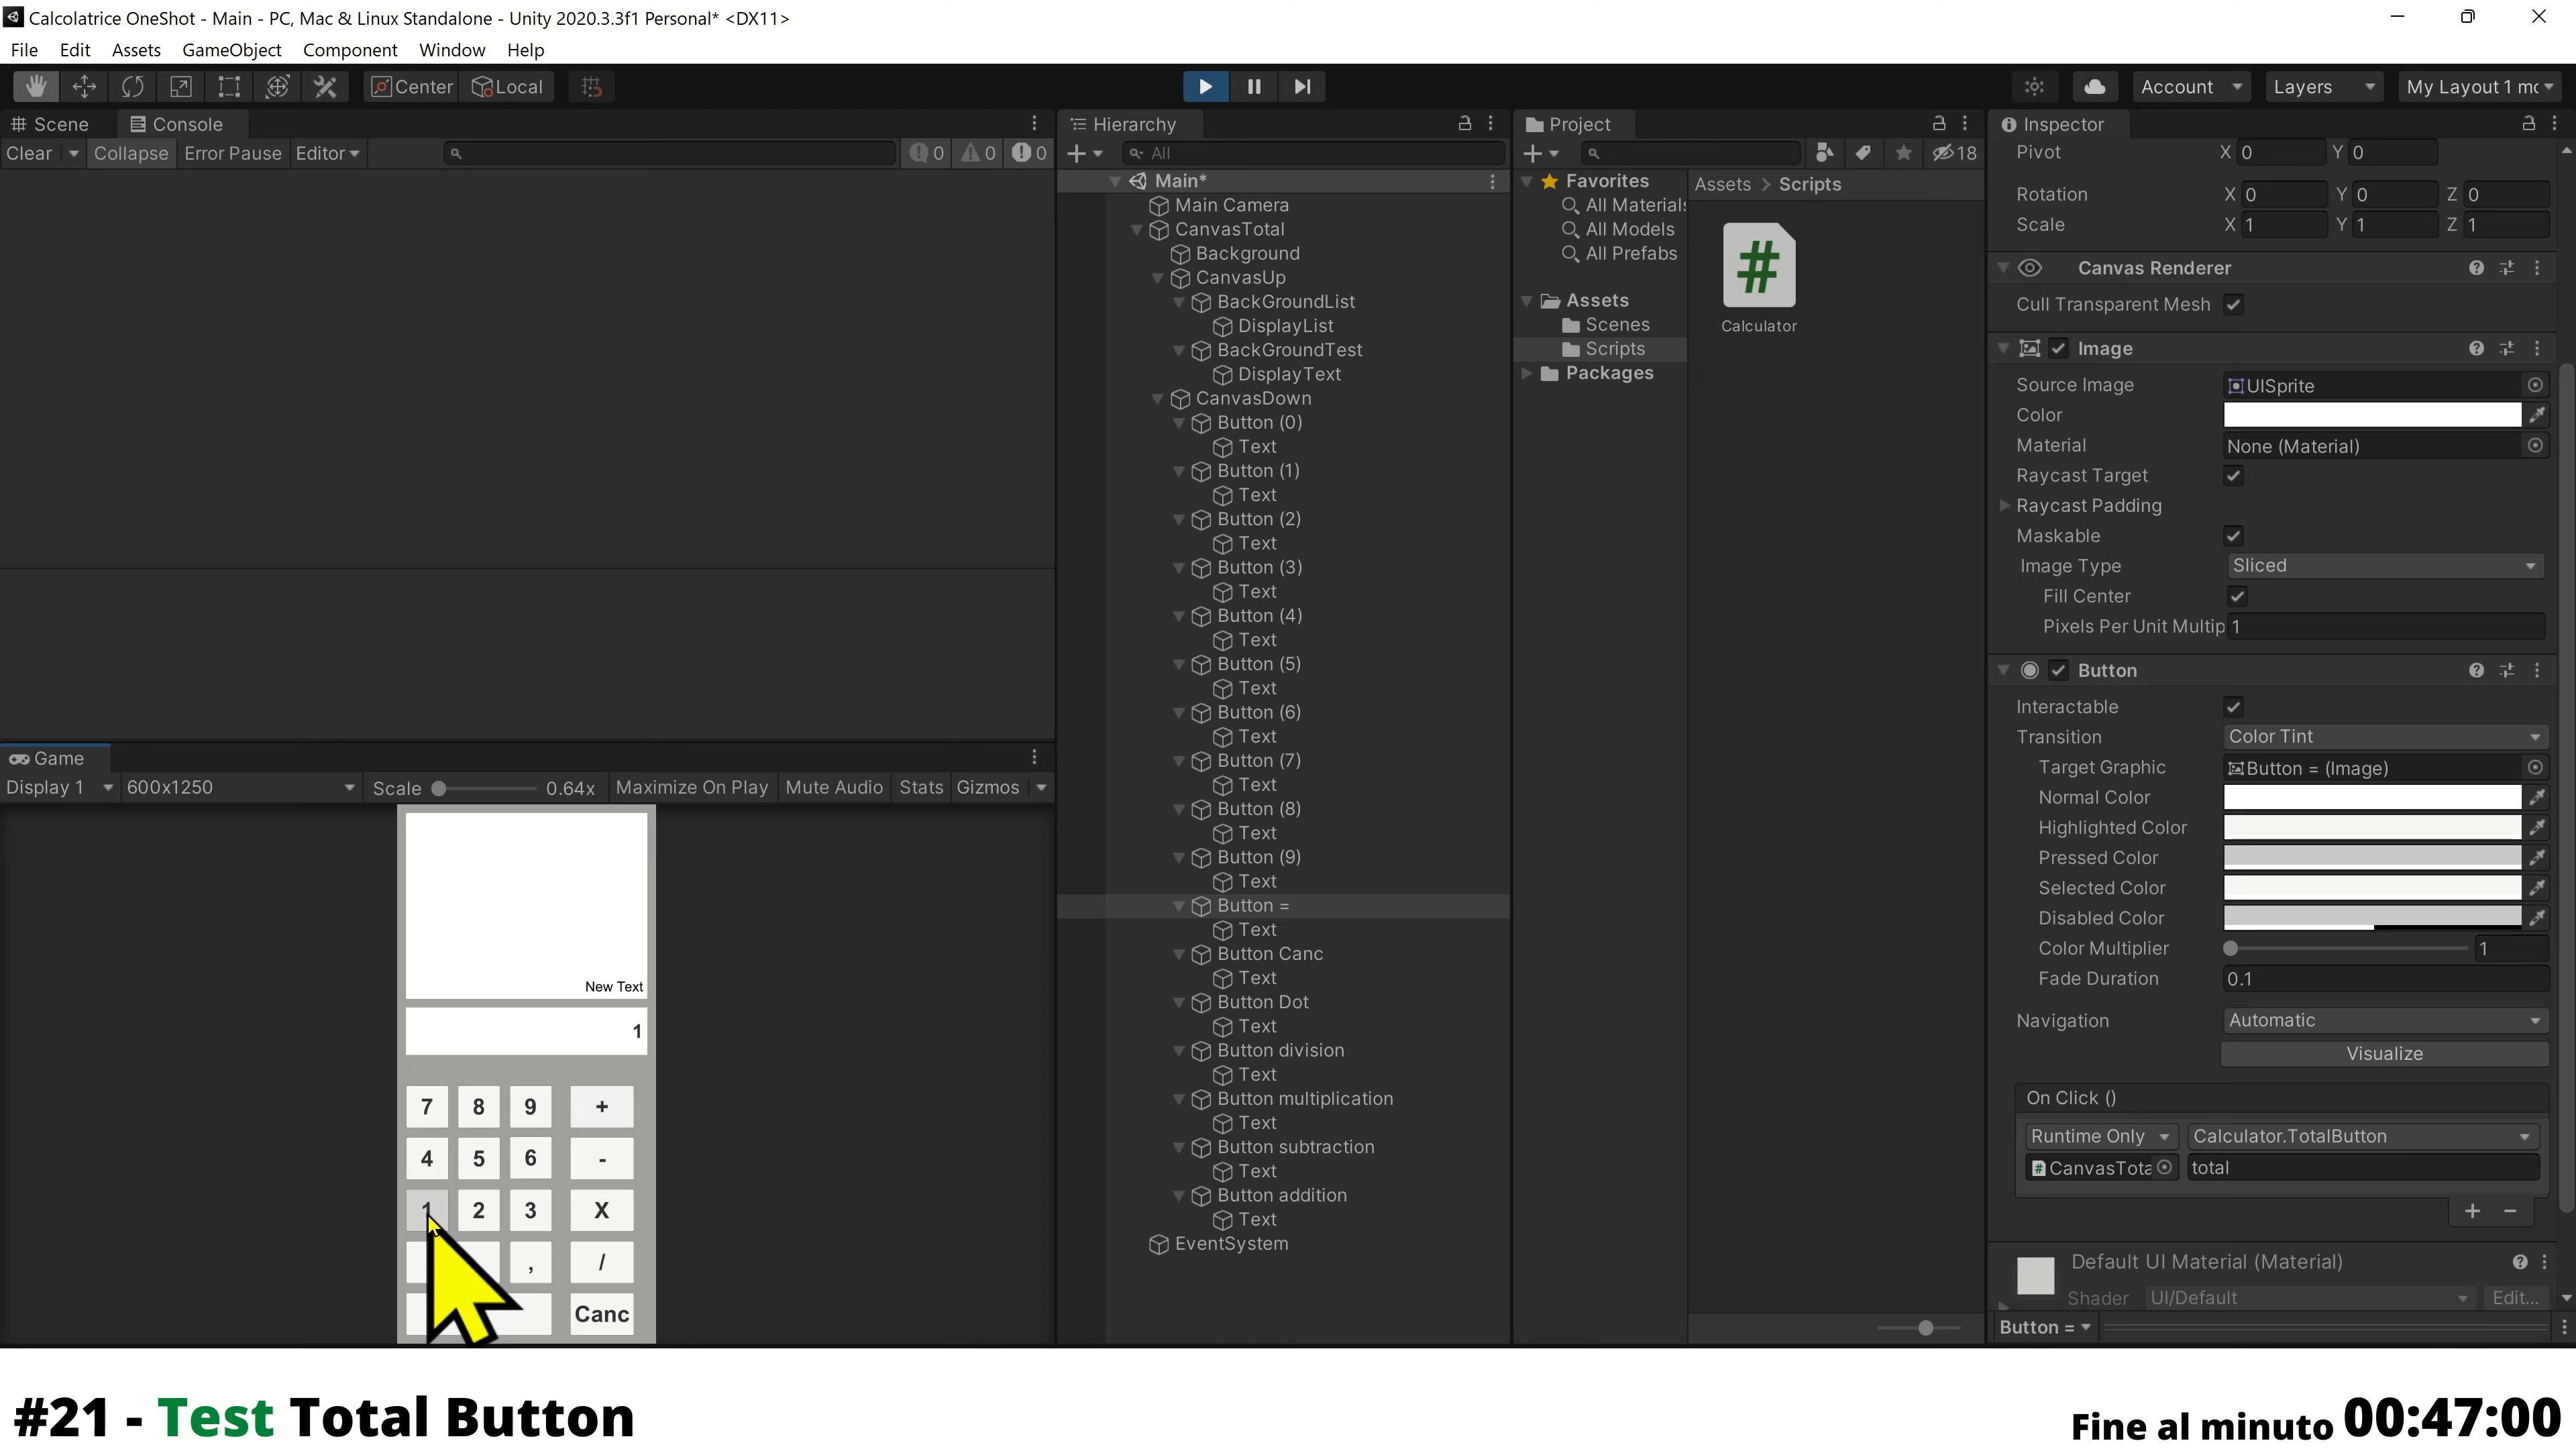 Calcolatrice OneShot - Main - PC, Mac & Linux Standalone - Unity 2020.3.3f1 Personal* <DX11>
File Edit Assets GameObject Component Window Help
Center Local Account Layers My Layout 1
Scene Console
Clear Collapse Error Pause Editor 0 0 0
Game
Display 1 600x1250 Scale 0.64x Maximize On Play Mute Audio Stats Gizmos
New Text
1
7 8 9 +
4 5 6 -
1 2 3 X
, /
Canc
Hierarchy
All
Main*
Main Camera
CanvasTotal
Background
CanvasUp
BackGroundList
DisplayList
BackGroundTest
DisplayText
CanvasDown
Button (0)
Text
Button (1)
Text
Button (2)
Text
Button (3)
Text
Button (4)
Text
Button (5)
Text
Button (6)
Text
Button (7)
Text
Button (8)
Text
Button (9)
Text
Button =
Text
Button Canc
Text
Button Dot
Text
Button division
Text
Button multiplication
Text
Button subtraction
Text
Button addition
Text
EventSystem
Project
18
Favorites
All Materials
All Models
All Prefabs
Assets
Scenes
Scripts
Packages
Assets > Scripts
#
Calculator
Inspector
Pivot X 0 Y 0
Rotation X 0 Y 0 Z 0
Scale X 1 Y 1 Z 1
Canvas Renderer
Cull Transparent Mesh
Image
Source Image UISprite
Color
Material None (Material)
Raycast Target
Raycast Padding
Maskable
Image Type Sliced
Fill Center
Pixels Per Unit Multip 1
Button
Interactable
Transition Color Tint
Target Graphic Button = (Image)
Normal Color
Highlighted Color
Pressed Color
Selected Color
Disabled Color
Color Multiplier 1
Fade Duration 0.1
Navigation Automatic
Visualize
On Click ()
Runtime Only Calculator.TotalButton
CanvasTota total
+ -
Default UI Material (Material)
Shader UI/Default Edit...
Button =
#21 - Test Total Button
Fine al minuto 00:47:00